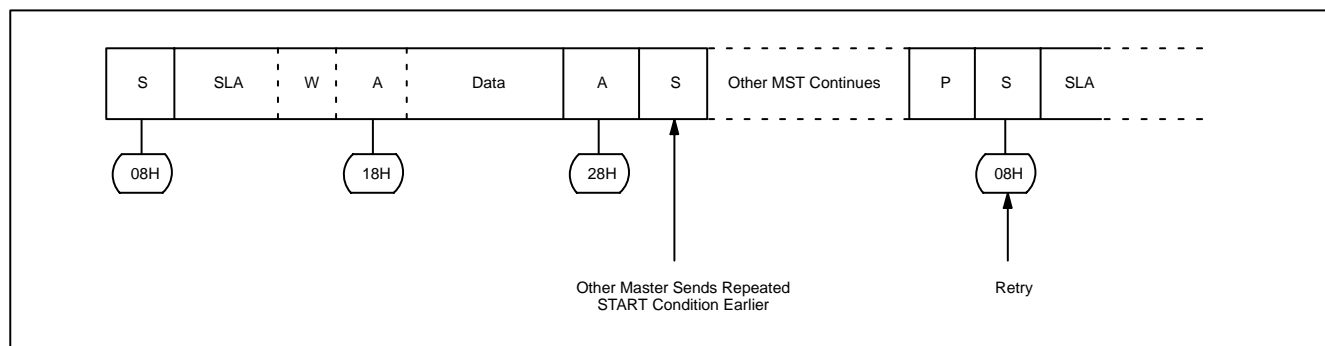 S SLA W A Data A S Other MST Continues P S SLA
08H 18H 28H 08H
Other Master Sends Repeated
START Condition Earlier
Retry